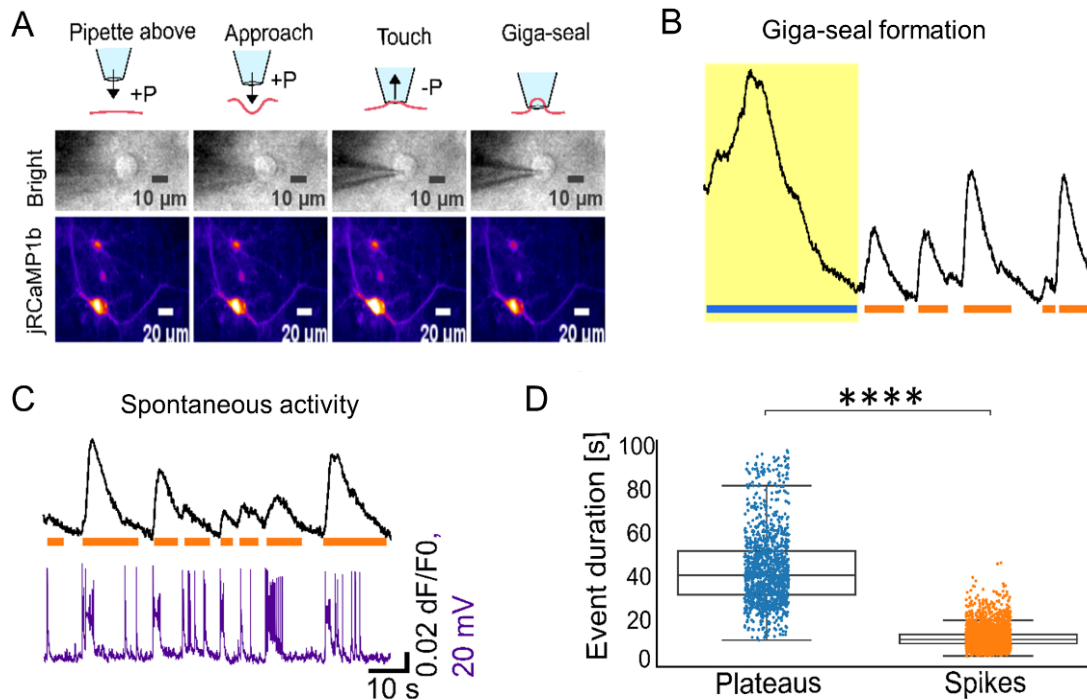 A
Pipette above Approach Touch Giga-seal
+P +P -P
Bright
10 µm 10 µm 10 µm 10 µm
jRCaMP1b
20 µm 20 µm 20 µm 20 µm
B
Giga-seal formation
C
Spontaneous activity
0.02 dF/F0,
20 mV
10 s
D
****
Event duration [s]
100
80
60
40
20
0
Plateaus Spikes